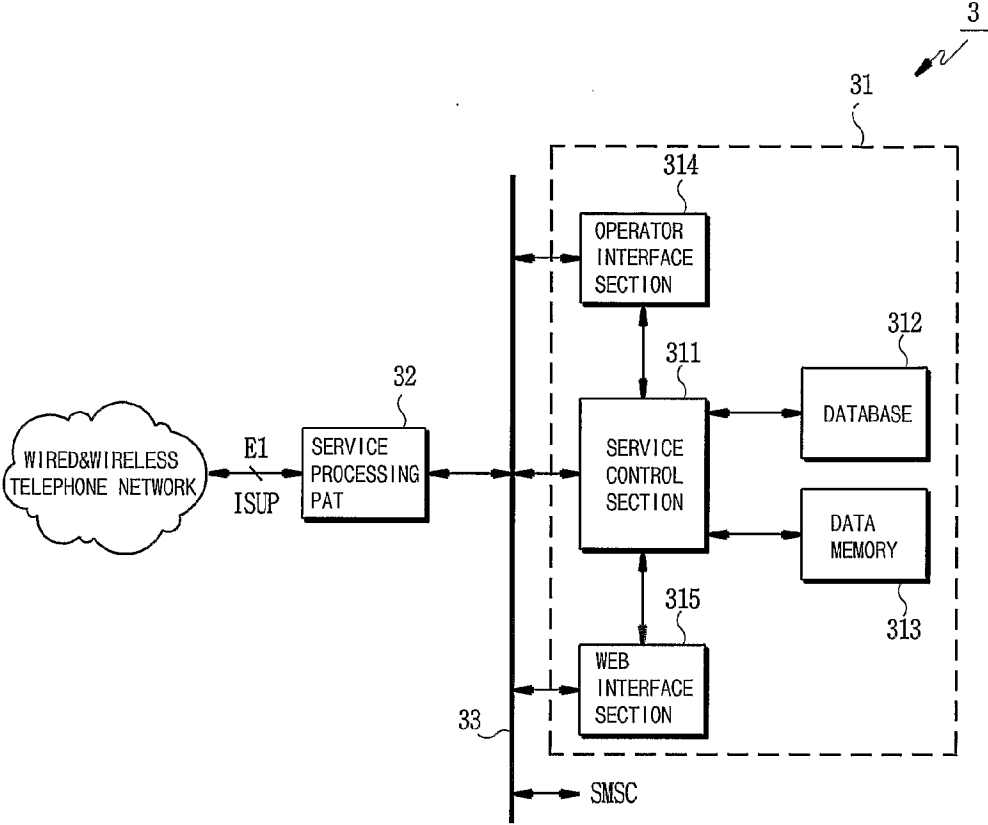 3
31
314
OPERATOR
INTERFACE
SECTION
311
312
DATABASE
32
SERVICE
PROCESSING
PAT
E1
ISUP
WIRED&WIRELESS
TELEPHONE NETWORK
SERVICE
CONTROL
SECTION
DATA
MEMORY
313
315
WEB
INTERFACE
SECTION
33
SMSC